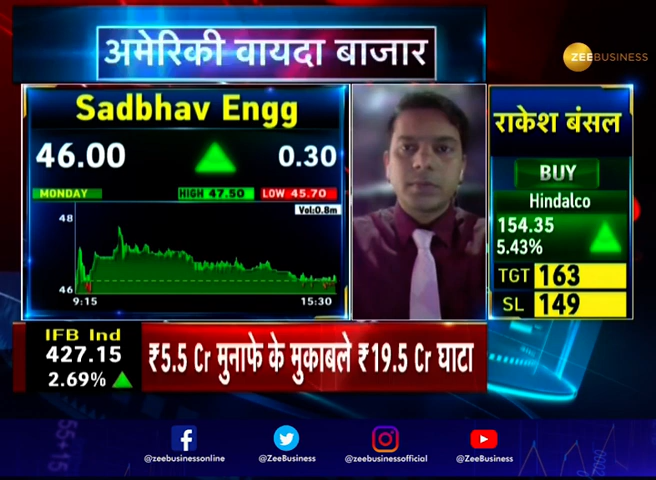 अमेरिकी वायदा बाजार
ZEEBUSINESS
Sadbhav Engg
46.00 0.30
MONDAY HIGH 47.50 LOW 45.70
Vol:0.8m
48
46
9:15 15:30
राकेश बंसल
BUY
Hindalco
154.35
5.43%
TGT 163
SL 149
IFB Ind
427.15
2.69%
₹5.5 Cr मुनाफे के मुकाबले ₹19.5 Cr घाटा
@zeebusinessonline @ZeeBusiness @zeebusinessofficial @ZeeBusiness